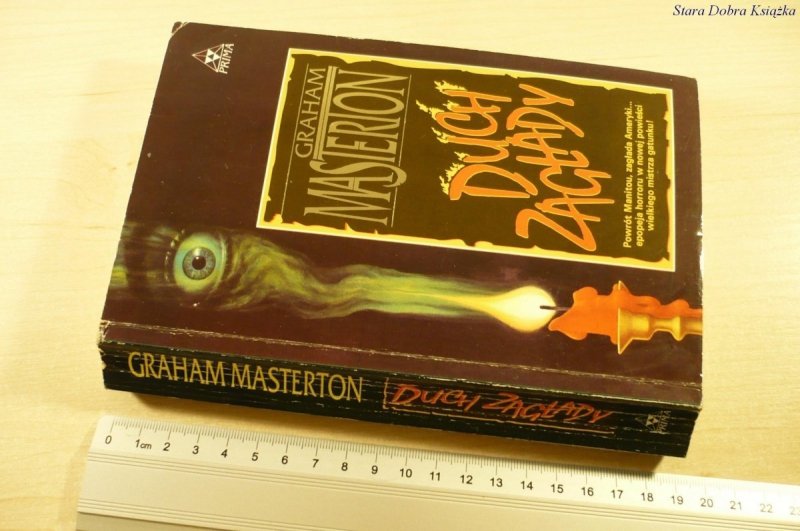 Stara Dobra Książka
PRIMA
GRAHAM
MASTERTON
DUCH
ZAGŁADY
Powrót Manitou, zagłada Ameryki...
epopeja horroru w nowej powieści
wielkiego mistrza gatunku!
GRAHAM MASTERTON DUCH ZAGŁADY PRIMA
0 1cm 2 3 4 5 6 7 8 9 10 11 12 13 14 15 16 17 18 19 20 21 22 23